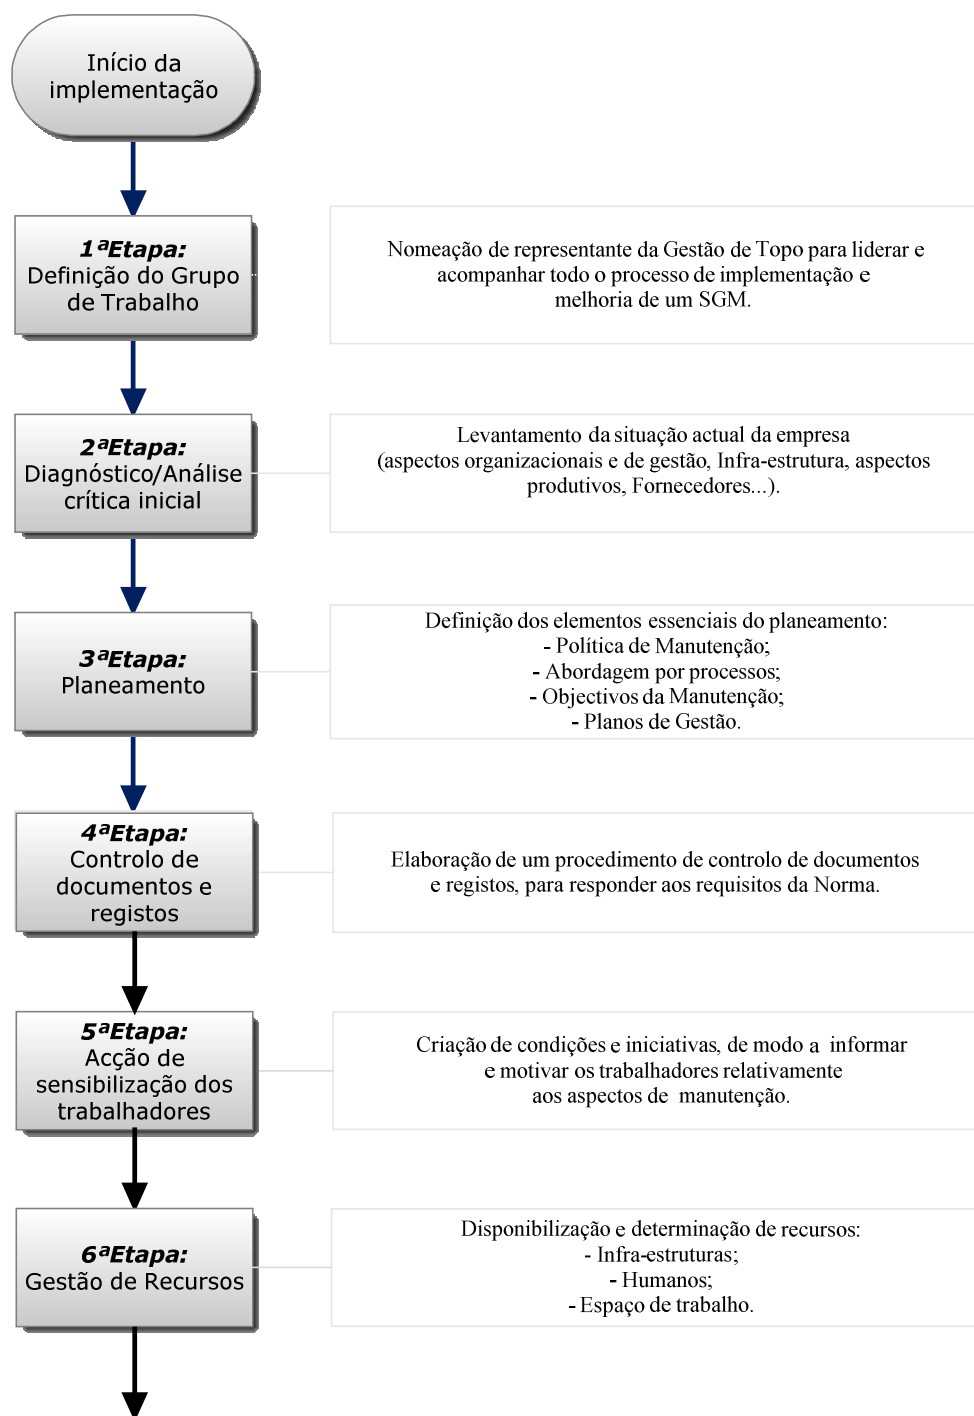 Início da
implementação
1ªEtapa:
Definição do Grupo
de Trabalho
Nomeação de representante da Gestão de Topo para liderar e
acompanhar todo o processo de implementação e
melhoria de um SGM.
2ªEtapa:
Diagnóstico/Análise
crítica inicial
Levantamento da situação actual da empresa
(aspectos organizacionais e de gestão, Infra-estrutura, aspectos
produtivos, Fornecedores...).
3ªEtapa:
Planeamento
Definição dos elementos essenciais do planeamento:
- Política de Manutenção;
- Abordagem por processos;
- Objectivos da Manutenção;
- Planos de Gestão.
4ªEtapa:
Controlo de
documentos e
registos
Elaboração de um procedimento de controlo de documentos
e registos, para responder aos requisitos da Norma.
5ªEtapa:
Acção de
sensibilização dos
trabalhadores
Criação de condições e iniciativas, de modo a informar
e motivar os trabalhadores relativamente
aos aspectos de manutenção.
6ªEtapa:
Gestão de Recursos
Disponibilização e determinação de recursos:
- Infra-estruturas;
- Humanos;
- Espaço de trabalho.